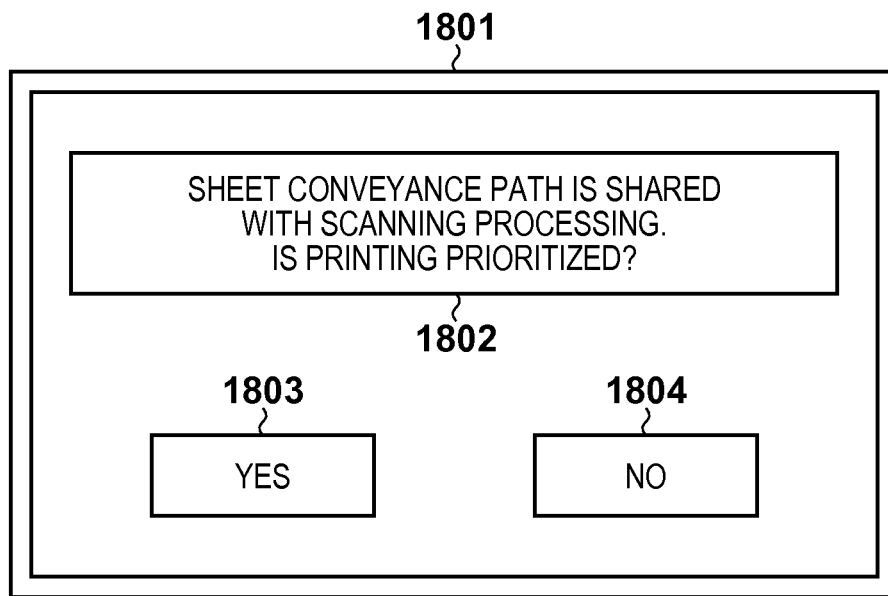 1801
SHEET CONVEYANCE PATH IS SHARED
WITH SCANNING PROCESSING.
IS PRINTING PRIORITIZED?
1802
1803
1804
YES
NO